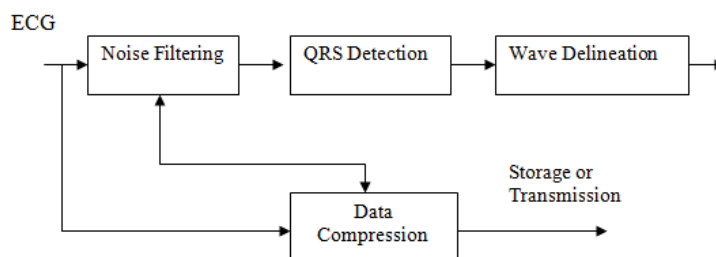 ECG
Noise Filtering
QRS Detection
Wave Delineation
Storage or
Transmission
Data
Compression